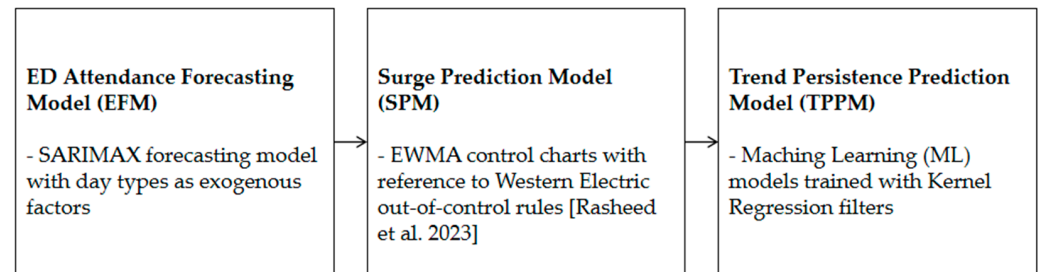 ED Attendance Forecasting
Model (EFM)
- SARIMAX forecasting model
with day types as exogenous
factors
Surge Prediction Model
(SPM)
- EWMA control charts with
reference to Western Electric
out-of-control rules [Rasheed
et al. 2023]
Trend Persistence Prediction
Model (TPPM)
- Maching Learning (ML)
models trained with Kernel
Regression filters